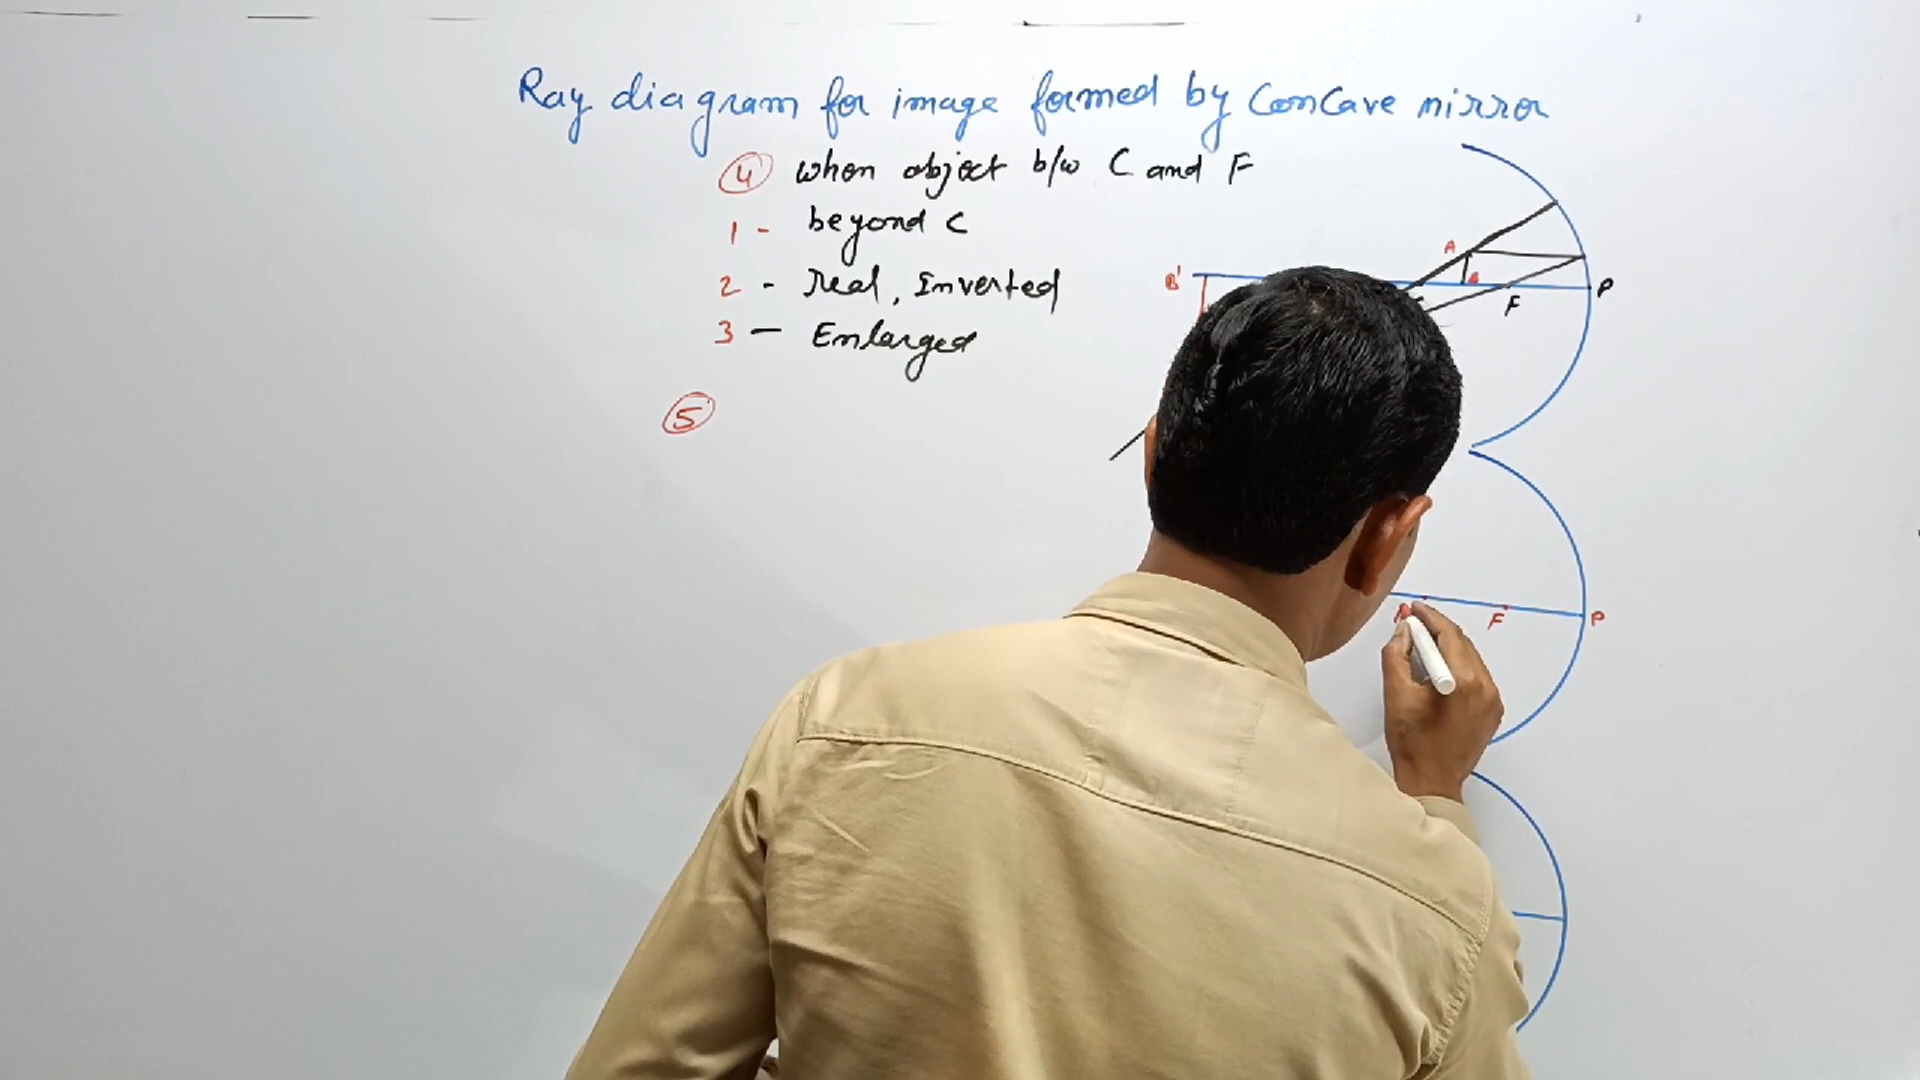 Ray diagram for image formed by Concave mirror
4 when object b/w C and F
1 - beyond C
2 - real, Inverted
3 - Enlarged
5
A
B' B F P
F P